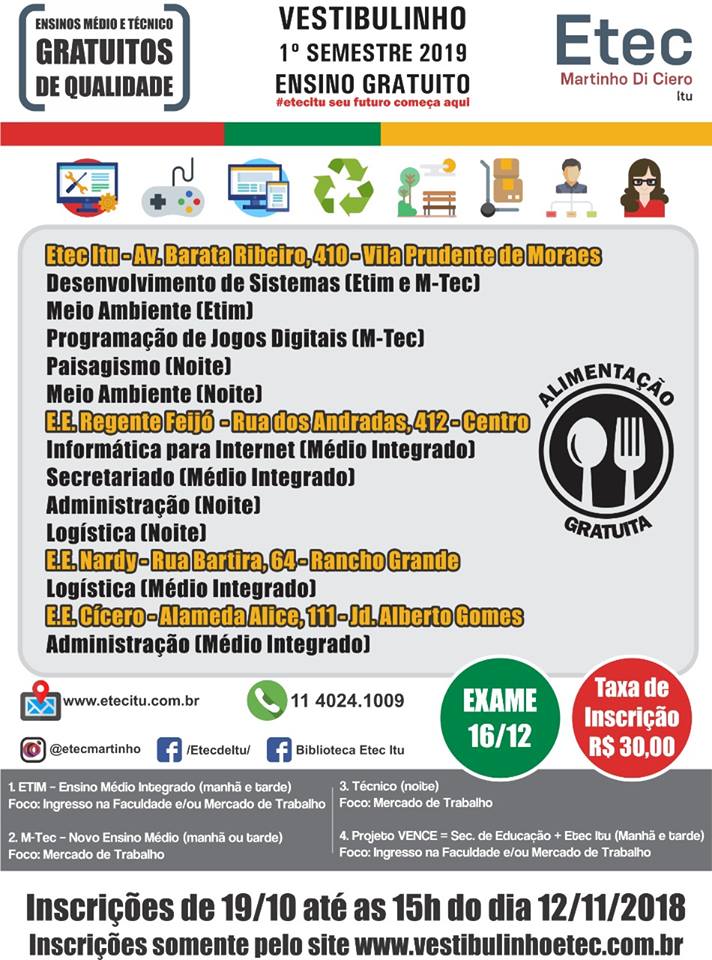 ENSINOS MÉDIO E TÉCNICO
GRATUITOS
DE QUALIDADE
VESTIBULINHO
1º SEMESTRE 2019
ENSINO GRATUITO
#etecitu seu futuro começa aqui
Etec
Martinho Di Ciero
Itu
Etec Itu - Av. Barata Ribeiro, 410 - Vila Prudente de Moraes
Desenvolvimento de Sistemas (Etim e M-Tec)
Meio Ambiente (Etim)
Programação de Jogos Digitais (M-Tec)
Paisagismo (Noite)
Meio Ambiente (Noite)
E.E. Regente Feijó - Rua dos Andradas, 412 - Centro
Informática para Internet (Médio Integrado)
Secretariado (Médio Integrado)
Administração (Noite)
Logística (Noite)
E.E. Nardy - Rua Bartira, 64 - Rancho Grande
Logística (Médio Integrado)
E.E. Cícero - Alameda Alice, 111 - Jd. Alberto Gomes
Administração (Médio Integrado)
ALIMENTAÇÃO
GRATUITA
www.etecitu.com.br
11 4024.1009
@etecmartinho
/EtecdeItu/
Biblioteca Etec Itu
EXAME
16/12
Taxa de
Inscrição
R$ 30,00
1. ETIM – Ensino Médio Integrado (manhã e tarde)
Foco: Ingresso na Faculdade e/ou Mercado de Trabalho
2. M-Tec – Novo Ensino Médio (manhã ou tarde)
Foco: Mercado de Trabalho
3. Técnico (noite)
Foco: Mercado de Trabalho
4. Projeto VENCE = Sec. de Educação + Etec Itu (Manhã e tarde)
Foco: Ingresso na Faculdade e/ou Mercado de Trabalho
Inscrições de 19/10 até as 15h do dia 12/11/2018
Inscrições somente pelo site www.vestibulinhoetec.com.br